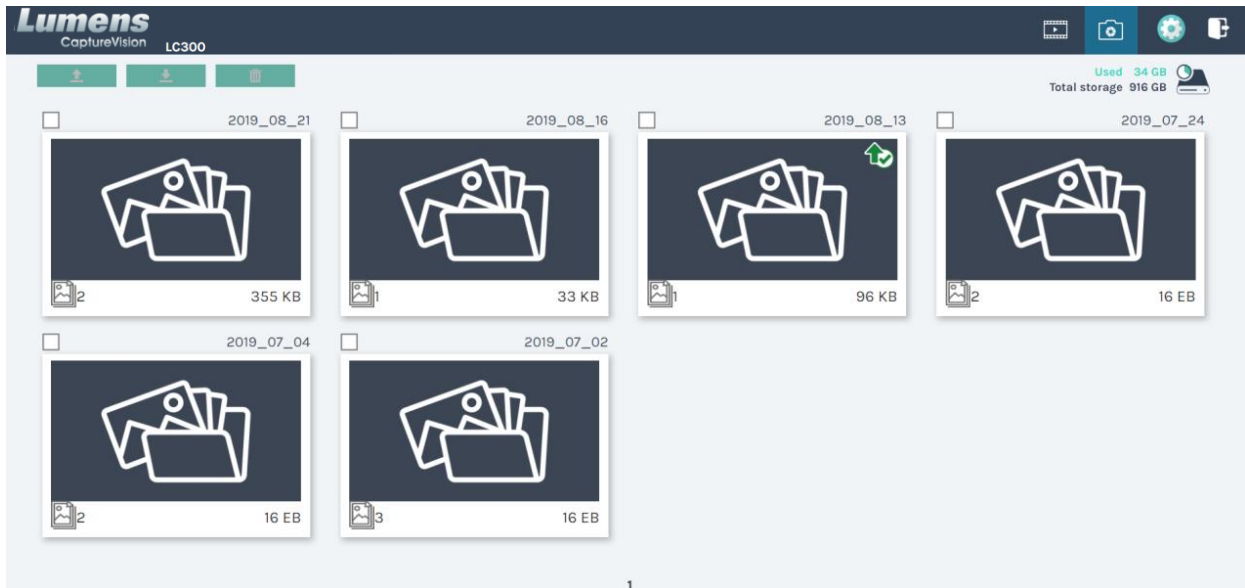 Lumens
CaptureVision LC300
Used 34 GB
Total storage 916 GB
2019_08_21
2019_08_16
2019_08_13
2019_07_24
2 355 KB
1 33 KB
1 96 KB
2 16 EB
2019_07_04
2019_07_02
2 16 EB
3 16 EB
1